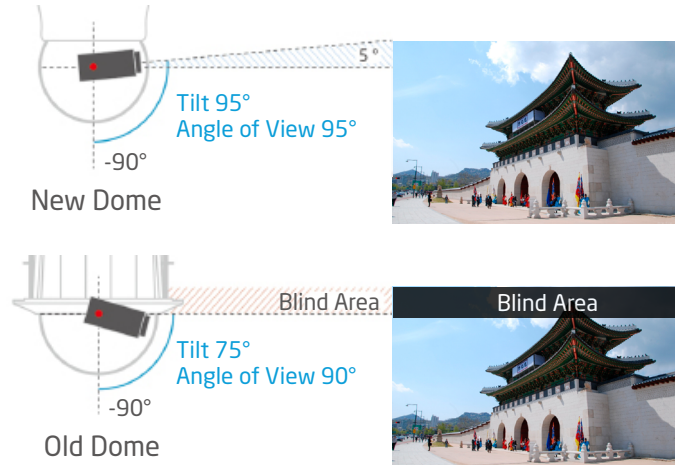 5°
Tilt 95°
Angle of View 95°
-90°
New Dome
Blind Area
Blind Area
Tilt 75°
Angle of View 90°
-90°
Old Dome